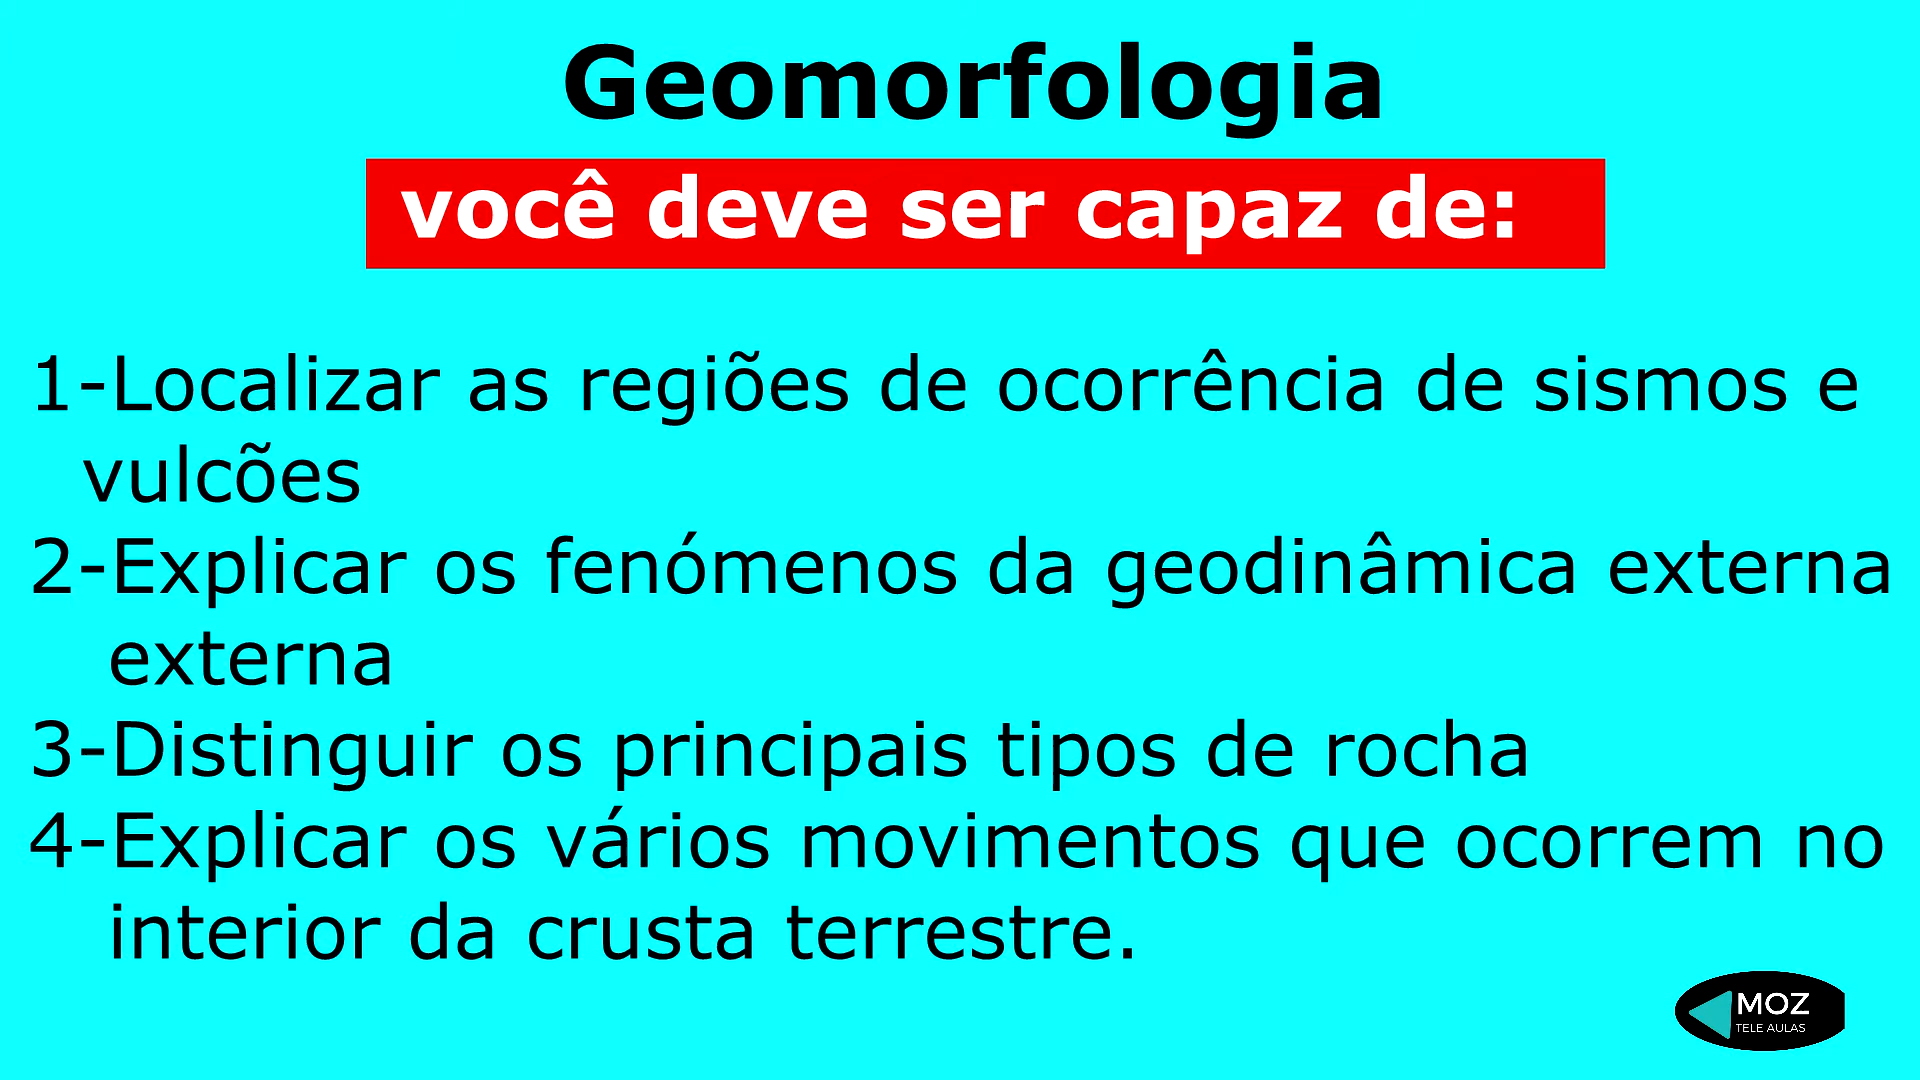 Geomorfologia
você deve ser capaz de:
1-Localizar as regiões de ocorrência de sismos e
vulcões
2-Explicar os fenómenos da geodinâmica externa
externa
3-Distinguir os principais tipos de rocha
4-Explicar os vários movimentos que ocorrem no
interior da crusta terrestre.
MOZ
TELE AULAS